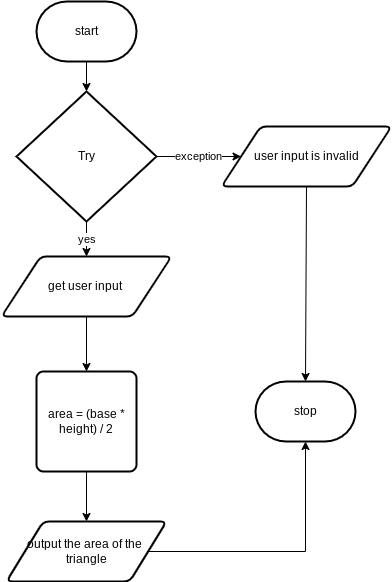 start
Try
exception
user input is invalid
yes
get user input
area = (base *
height) / 2
stop
output the area of the
triangle